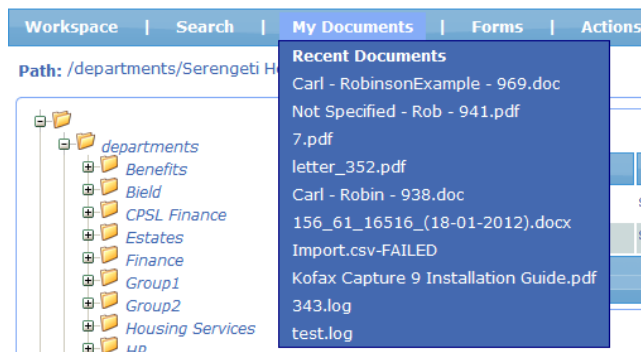 Workspace | Search | My Documents | Forms | Actions
Path: /departments/Serengeti H
Recent Documents
Carl - RobinsonExample - 969.doc
Not Specified - Rob - 941.pdf
7.pdf
letter_352.pdf
Carl - Robin - 938.doc
156_61_16516_(18-01-2012).docx
Import.csv-FAILED
Kofax Capture 9 Installation Guide.pdf
343.log
test.log
departments
Benefits
Bield
CPSL Finance
Estates
Finance
Group1
Group2
Housing Services
HR